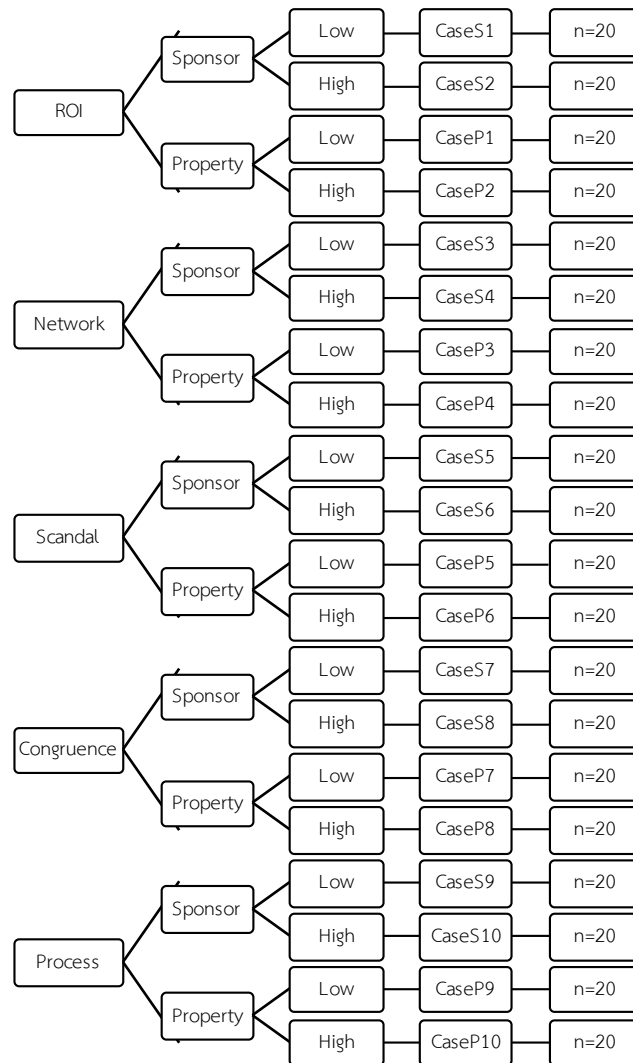 Low CaseS1 n=20
Sponsor
High CaseS2 n=20
ROI
Low CaseP1 n=20
Property
High CaseP2 n=20
Low CaseS3 n=20
Sponsor
High CaseS4 n=20
Network
Low CaseP3 n=20
Property
High CaseP4 n=20
Low CaseS5 n=20
Sponsor
High CaseS6 n=20
Scandal
Low CaseP5 n=20
Property
High CaseP6 n=20
Low CaseS7 n=20
Sponsor
High CaseS8 n=20
Congruence
Low CaseP7 n=20
Property
High CaseP8 n=20
Low CaseS9 n=20
Sponsor
High CaseS10 n=20
Process
Low CaseP9 n=20
Property
High CaseP10 n=20